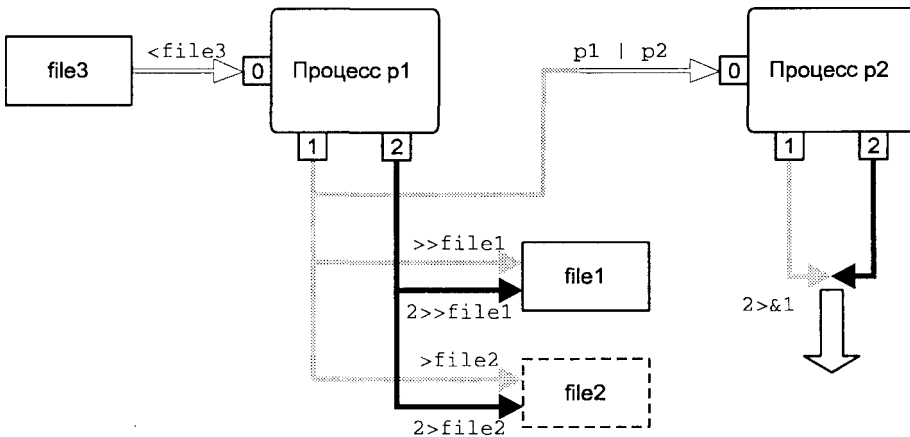 <file3
p1 | p2
file3
0
Процесс p1
0
Процесс p2
1
2
1
2
>>file1
file1
2>>file1
2>&1
>file2
file2
2>file2